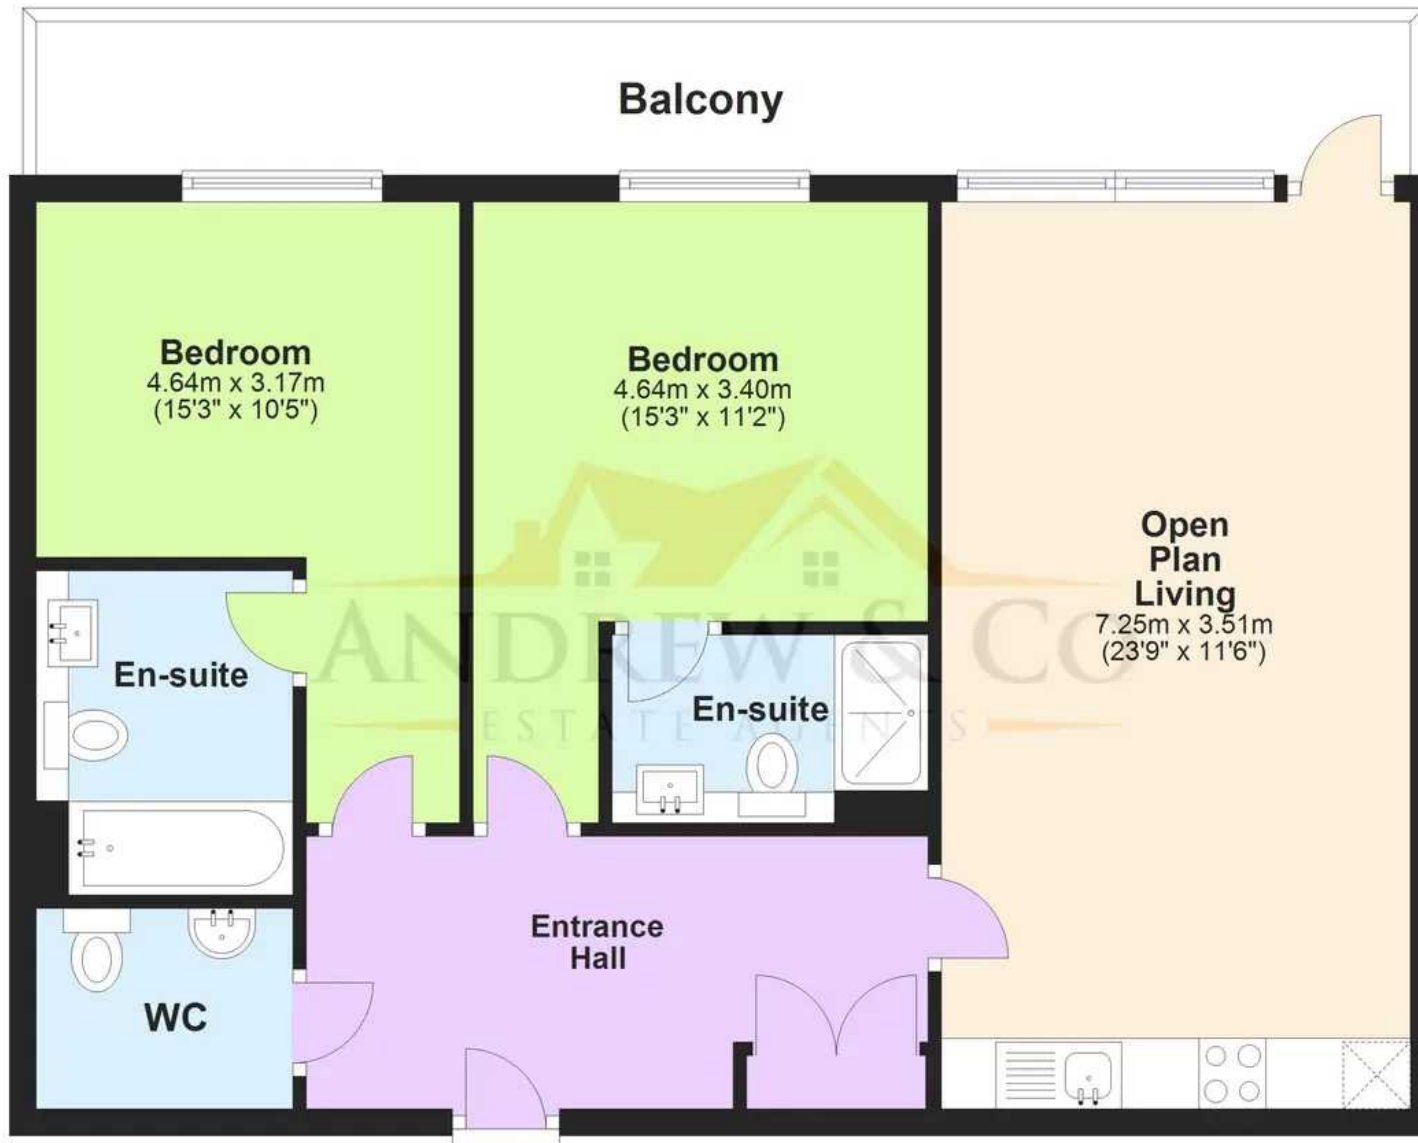 Balcony
Bedroom
4.64m x 3.17m
(15'3" x 10'5")
Bedroom
4.64m x 3.40m
(15'3" x 11'2")
Open
Plan
Living
7.25m x 3.51m
(23'9" x 11'6")
ANDREW & CO
ESTATE AGENTS
En-suite
En-suite
Entrance
Hall
WC